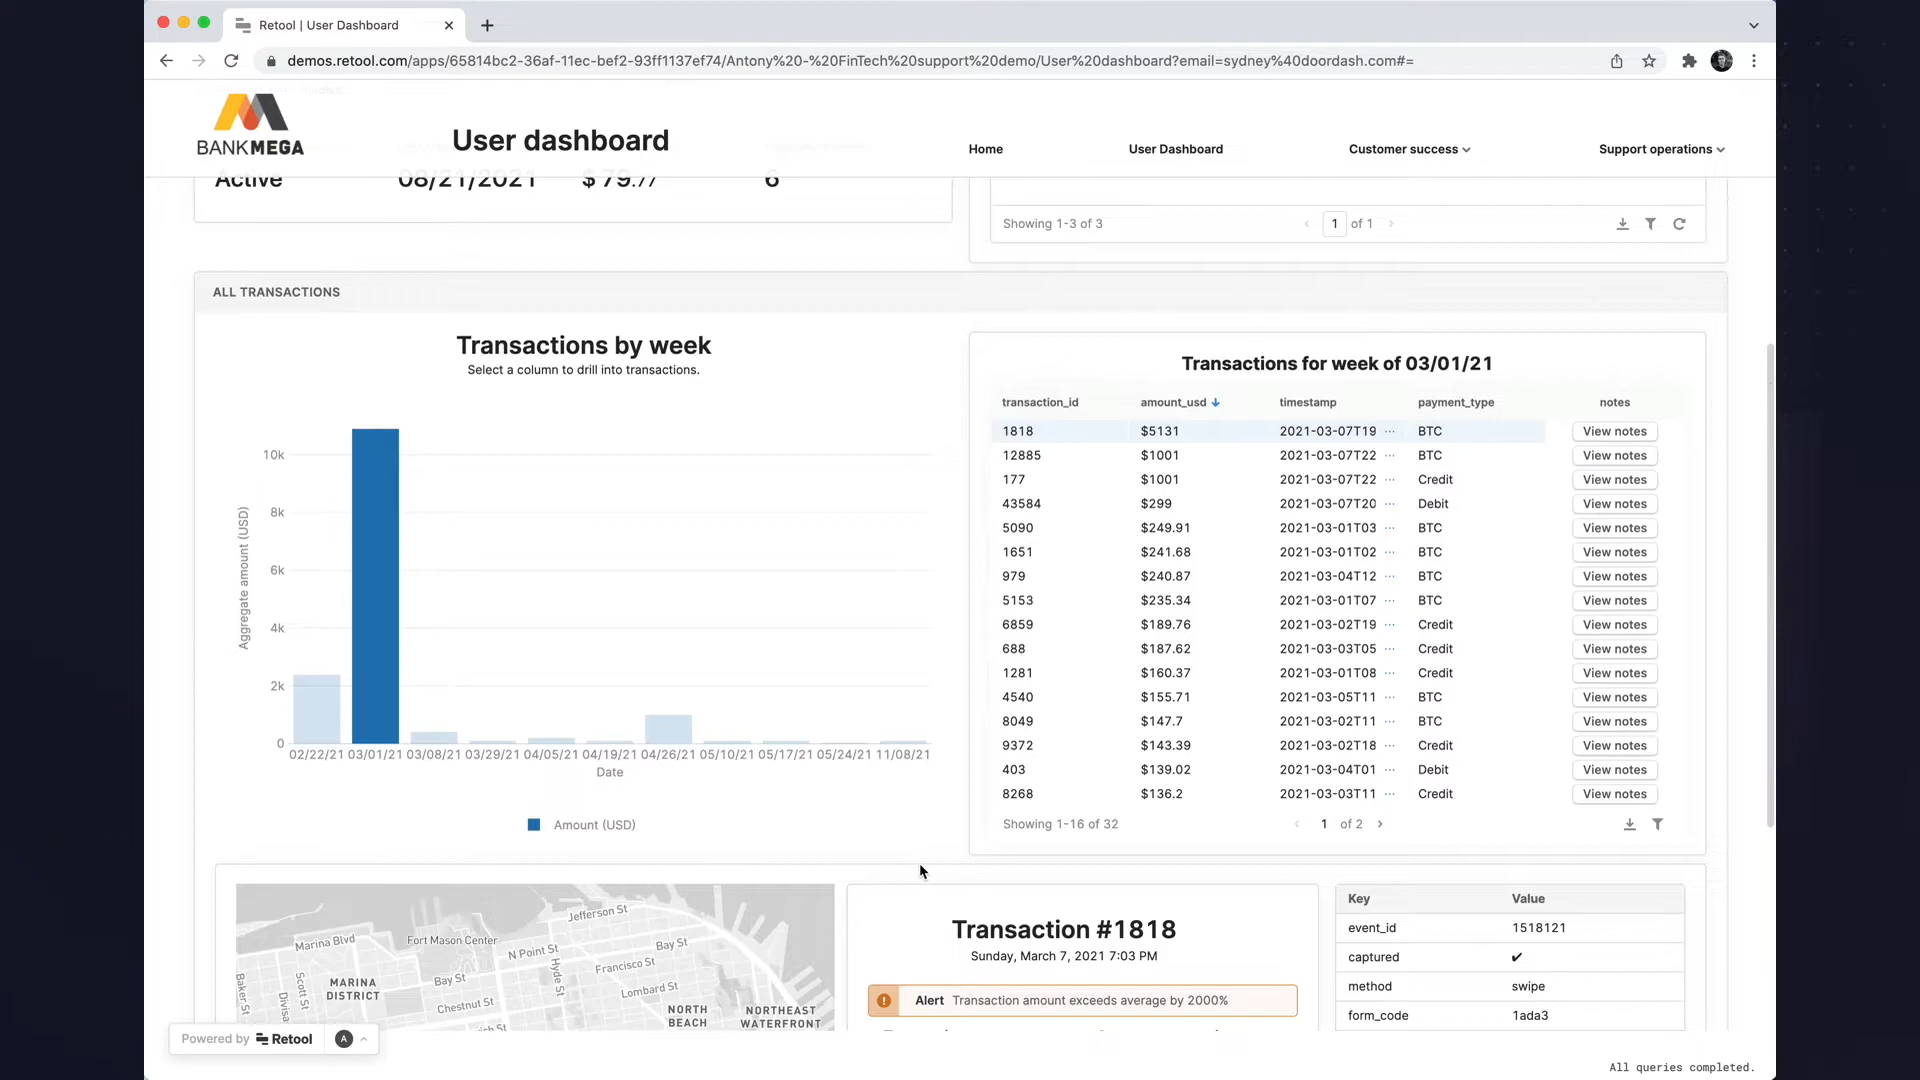 Retool | User Dashboard
demos.retool.com/apps/65814bc2-36af-11ec-bef2-93ff1137ef74/Antony%20-%20FinTech%20support%20demo/User%20dashboard?email=sydney%40doordash.com#=
BANKMEGA
User dashboard
Home
User Dashboard
Customer success
Support operations
Active 08/21/2021 $ 79.77 6
Showing 1-3 of 3
1 of 1
ALL TRANSACTIONS
Transactions by week
Select a column to drill into transactions.
Aggregate amount (USD)
10k
8k
6k
4k
2k
0
02/22/21 03/01/21 03/08/21 03/29/21 04/05/21 04/19/21 04/26/21 05/10/21 05/17/21 05/24/21 11/08/21
Date
Amount (USD)
Transactions for week of 03/01/21
transaction_id amount_usd timestamp payment_type notes
1818 $5131 2021-03-07T19 ... BTC View notes
12885 $1001 2021-03-07T22 ... BTC View notes
177 $1001 2021-03-07T22 ... Credit View notes
43584 $299 2021-03-07T20 ... Debit View notes
5090 $249.91 2021-03-01T03 ... BTC View notes
1651 $241.68 2021-03-01T02 ... BTC View notes
979 $240.87 2021-03-04T12 ... BTC View notes
5153 $235.34 2021-03-01T07 ... BTC View notes
6859 $189.76 2021-03-02T19 ... Credit View notes
688 $187.62 2021-03-03T05 ... Credit View notes
1281 $160.37 2021-03-01T08 ... Credit View notes
4540 $155.71 2021-03-05T11 ... BTC View notes
8049 $147.7 2021-03-02T11 ... BTC View notes
9372 $143.39 2021-03-02T18 ... Credit View notes
403 $139.02 2021-03-04T01 ... Debit View notes
8268 $136.2 2021-03-03T11 ... Credit View notes
Showing 1-16 of 32
1 of 2
Jefferson St
Marina Blvd
Fort Mason Center
N Point St
Bay St
Hyde St
Francisco St
Bay St
Baker St
Scott St
MARINA DISTRICT
Chestnut St
Lombard St
NORTH BEACH
NORTHEAST WATERFRONT
Transaction #1818
Sunday, March 7, 2021 7:03 PM
Alert Transaction amount exceeds average by 2000%
Key Value
event_id 1518121
captured ✔
method swipe
form_code 1ada3
Powered by Retool
A
All queries completed.